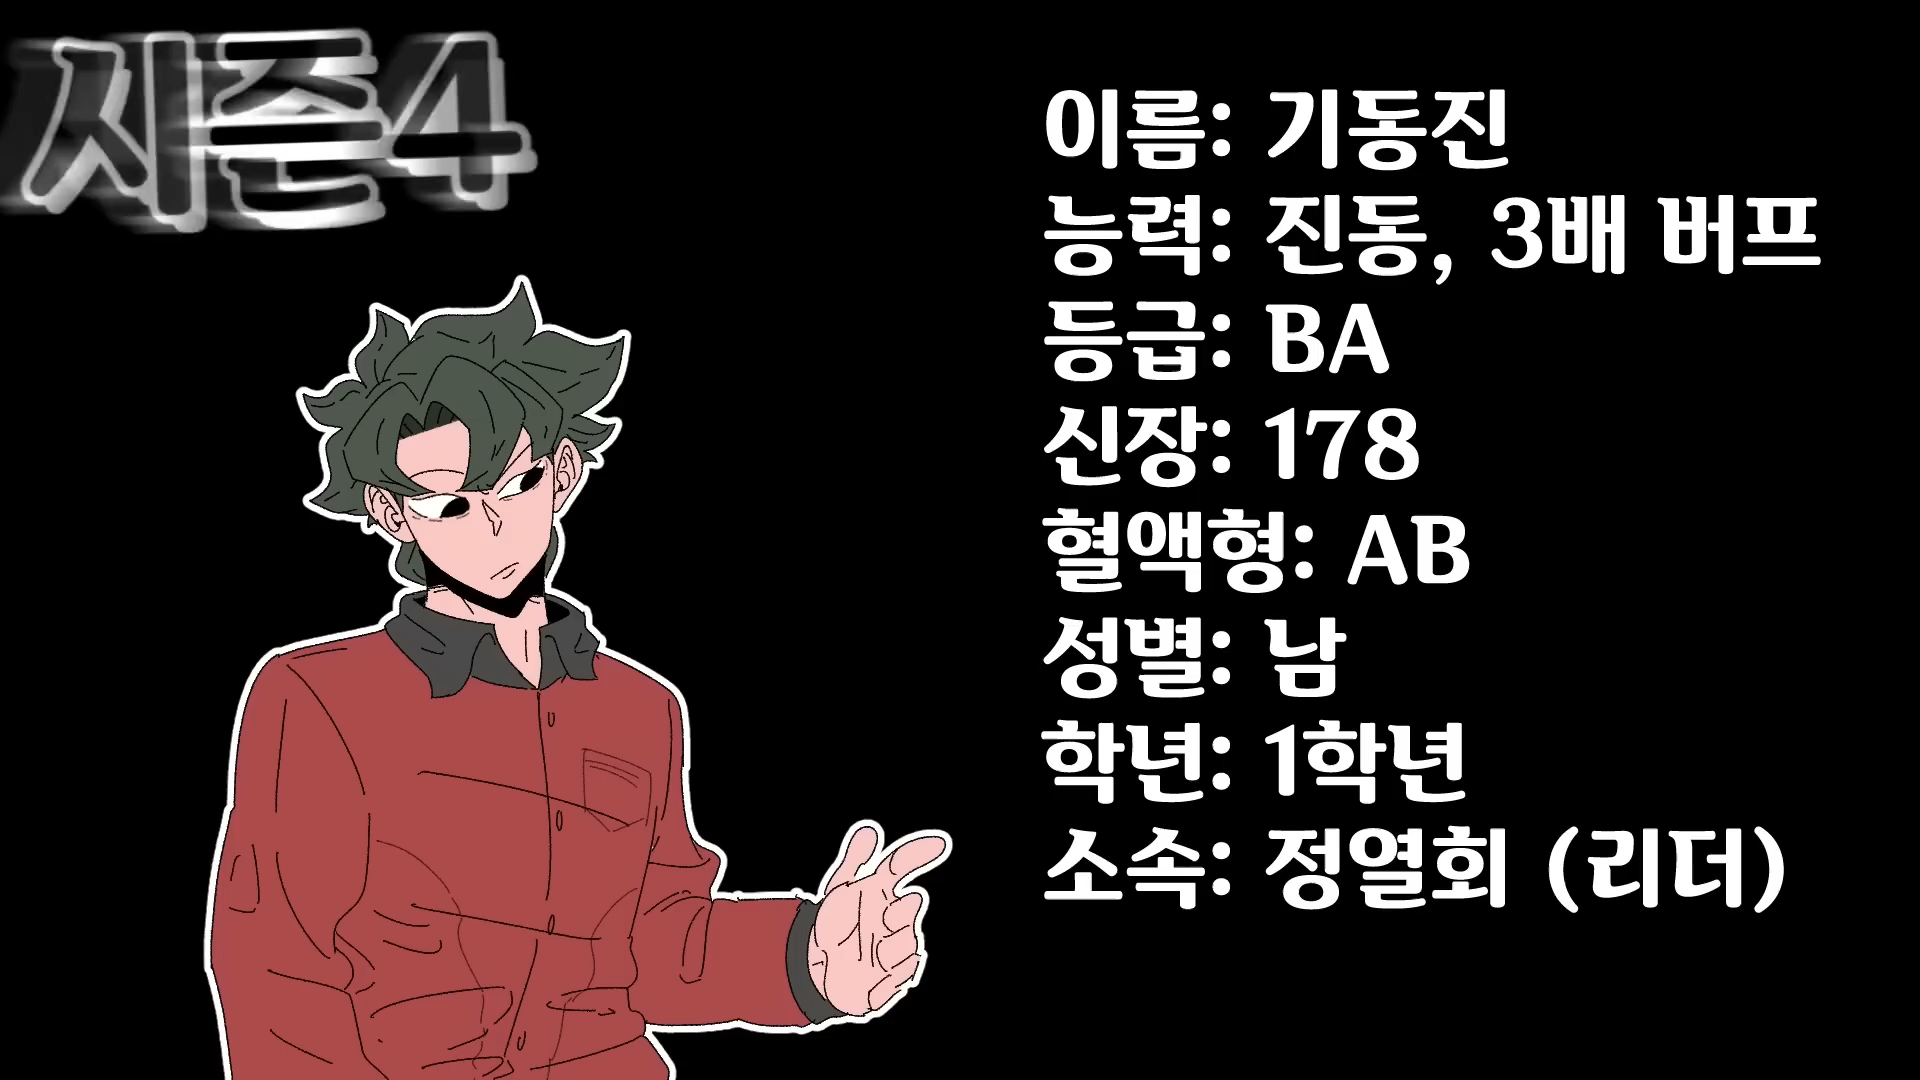 시즌4
이름: 기동진
능력: 진동, 3배 버프
등급: BA
신장: 178
혈액형: AB
성별: 남
학년: 1학년
소속: 정열회 (리더)